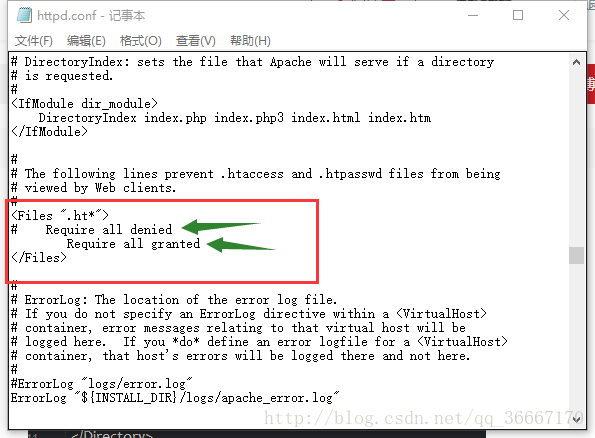 httpd.conf - 记事本
文件(F) 编辑(E) 格式(O) 查看(V) 帮助(H)
# DirectoryIndex: sets the file that Apache will serve if a directory
# is requested.
#
<IfModule dir_module>
    DirectoryIndex index.php index.php3 index.html index.htm
</IfModule>
#
# The following lines prevent .htaccess and .htpasswd files from being
# viewed by Web clients.
#
<Files ".ht*">
#    Require all denied
        Require all granted
</Files>
#
# ErrorLog: The location of the error log file.
# If you do not specify an ErrorLog directive within a <VirtualHost>
# container, error messages relating to that virtual host will be
# logged here.  If you *do* define an error logfile for a <VirtualHost>
# container, that host's errors will be logged there and not here.
#
#ErrorLog "logs/error.log"
ErrorLog "${INSTALL_DIR}/logs/apache_error.log"
http://blog.csdn.net/qq_36667170
</Directory>